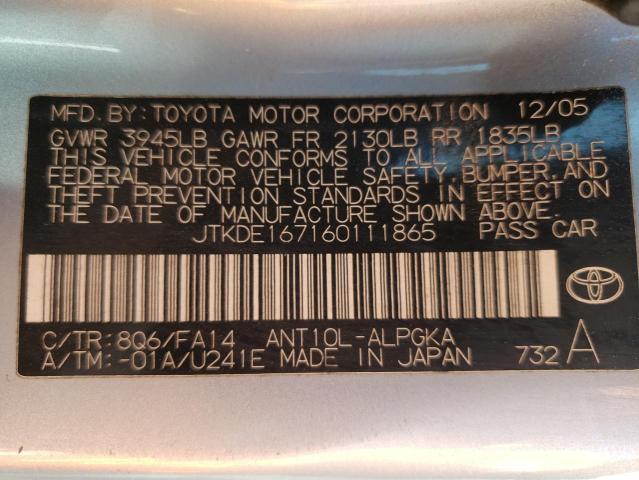 MFD. BY: TOYOTA MOTOR CORPORATION 12/05
GVWR 3945LB GAWR FR 2130LB RR 1835LB
THIS VEHICLE CONFORMS TO ALL APPLICABLE
FEDERAL MOTOR VEHICLE SAFETY, BUMPER, AND
THEFT PREVENTION STANDARDS IN EFFECT ON
THE DATE OF MANUFACTURE SHOWN ABOVE.
JTKDE167160111865 PASS CAR
C/TR: 8Q6/FA14 ANT10L-ALPGKA
A/TM: -01A/U241E MADE IN JAPAN 732 A